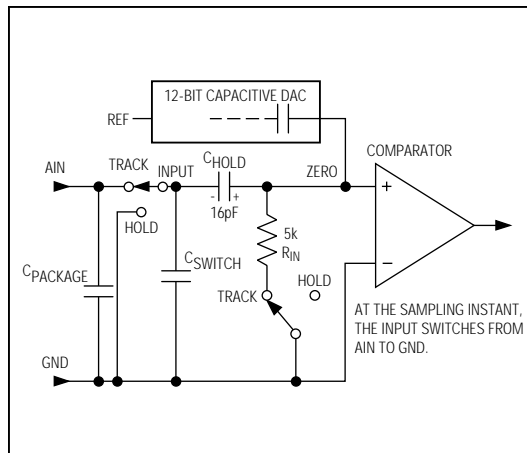 12-BIT CAPACITIVE DAC
REF
COMPARATOR
AIN
TRACK
INPUT
CHOLD
ZERO
+
- +
16pF
HOLD
5k
RIN
CSWITCH
HOLD
−
CPACKAGE
TRACK
AT THE SAMPLING INSTANT,
THE INPUT SWITCHES FROM
AIN TO GND.
GND